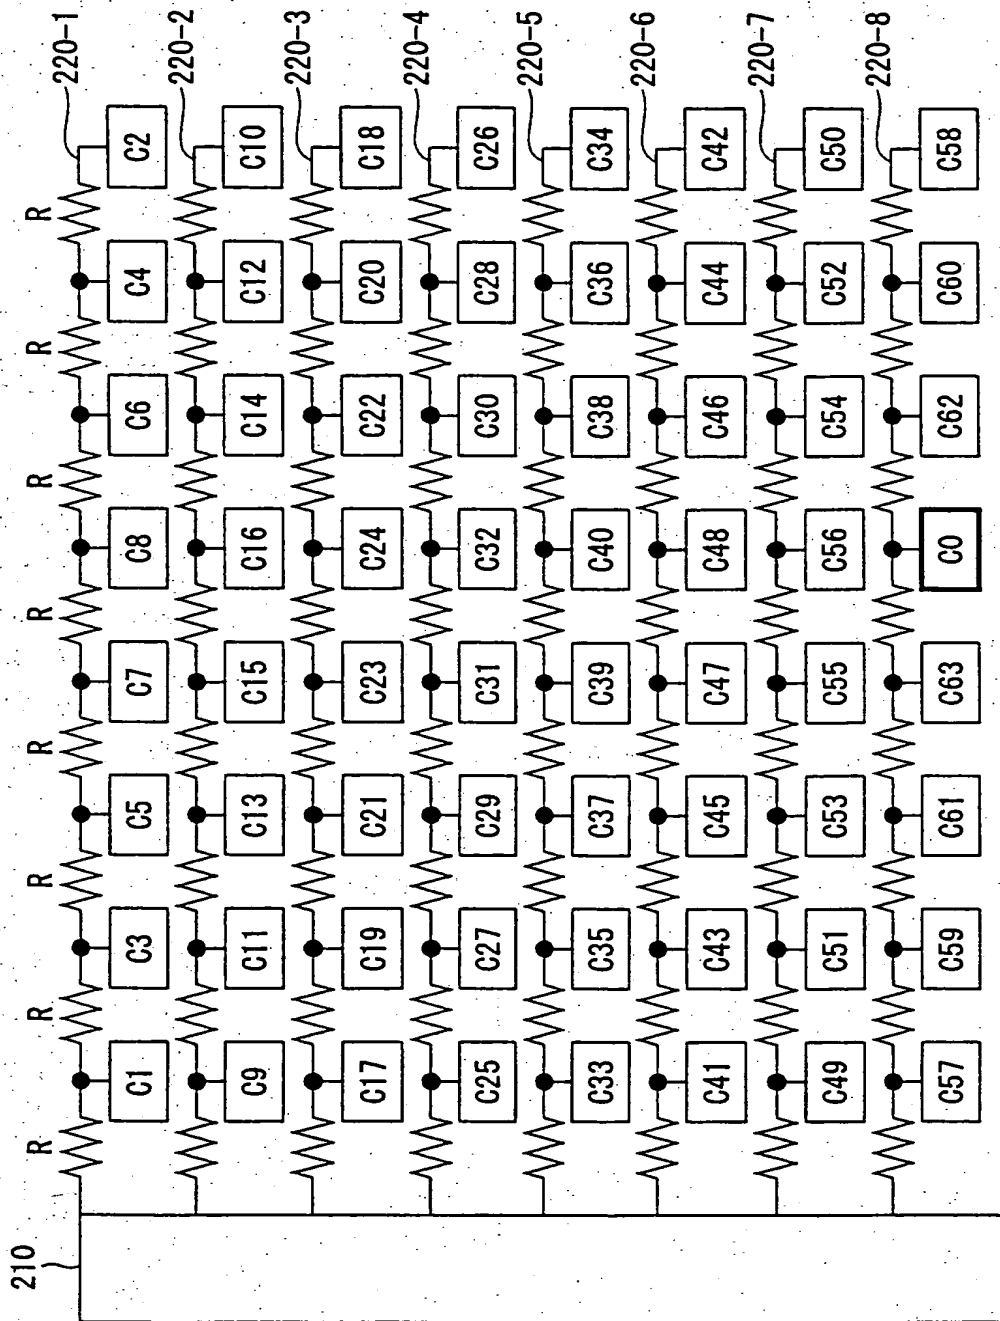 210
R R R R R R R R
220-1
C1 C3 C5 C7 C8 C6 C4 C2
220-2
C9 C11 C13 C15 C16 C14 C12 C10
220-3
C17 C19 C21 C23 C24 C22 C20 C18
220-4
C25 C27 C29 C31 C32 C30 C28 C26
220-5
C33 C35 C37 C39 C40 C38 C36 C34
220-6
C41 C43 C45 C47 C48 C46 C44 C42
220-7
C49 C51 C53 C55 C56 C54 C52 C50
220-8
C57 C59 C61 C63 C0 C62 C60 C58